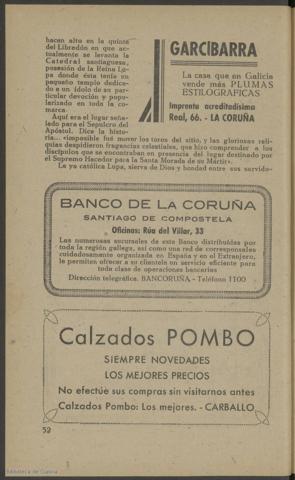 hacen alto en la quinta
del Libredón en que ac-
tualmente se levanta la
Catedral santiaguesa,
posesión de la Reina Lu-
pa donde ésta tenía un
pequeño templo dedica-
do a un ídolo de su par-
ticular devoción y popu-
larizado en toda la co-
marca.
Aquí era el lugar seña-
lado para el Sepulcro del
Apóstol. Dice la histo-
GARCIBARRA
La casa que en Galicia
vende más PLUMAS
ESTILOGRAFICAS
Imprenta acreditadísima
Real, 66. - LA CORUÑA
ria... «imposible fué mover los toros del sitio, y las gloriosas reli-
quias despidieron fragancias celestiales, que hizo comprender a los
discípulos que se encontraban en presencia del lugar destinado por
el Supremo Hacedor para la Santa Morada de su Mártir».
La ya católica Lupa, sierva de Dios y bondad entre sus servido-
BANCO DE LA CORUÑA
SANTIAGO DE COMPOSTELA
Oficinas: Rúa del Villar, 33
Las numerosas sucursales de este Banco distribuídas por
toda la región gallega, así como una red de corresponsales
cuidadosamente organizada en España y en el Extranjero,
le permiten ofrecer a su clientela un servicio eficiente para
toda clase de operaciones bancarias
Dirección telegráfica. BANCORUÑA. - Teléfono 1100
Calzados POMBO
SIEMPRE NOVEDADES
LOS MEJORES PRECIOS
No efectúe sus compras sin visitarnos antes
Calzados Pombo: Los mejores. - CARBALLO
52
Biblioteca de Galicia